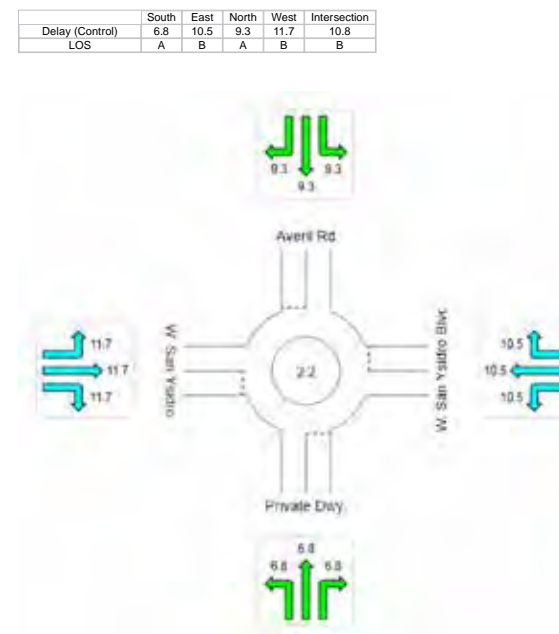 South East North West Intersection
Delay (Control) 6.8 10.5 9.3 11.7 10.8
LOS A B A B B
9.3 9.3
9.3
Averil Rd
W. San Ysidro
W. San Ysidro Blvd
11.7
11.7
11.7
22
10.5
10.5
10.5
Private Dwy.
6.8
6.8 6.8